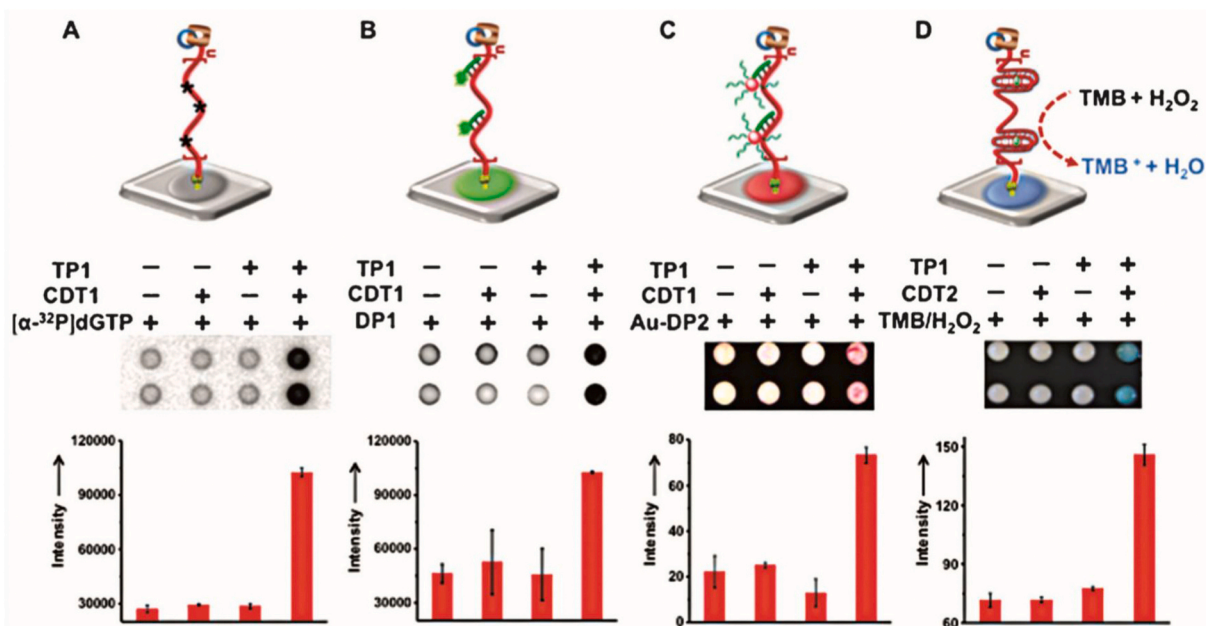 A B C D
TMB + H₂O₂
TMB⁺ + H₂O
TP1 − − + +
CDT1 − + − +
[α-³²P]dGTP + + + +
TP1 − − + +
CDT1 − + − +
DP1 + + + +
TP1 − − + +
CDT1 − + − +
Au-DP2 + + + +
TP1 − − + +
CDT2 − + − +
TMB/H₂O₂ + + + +
Intensity
120000
90000
60000
30000
Intensity
120000
90000
60000
30000
Intensity
80
60
40
20
0
Intensity
150
120
90
60